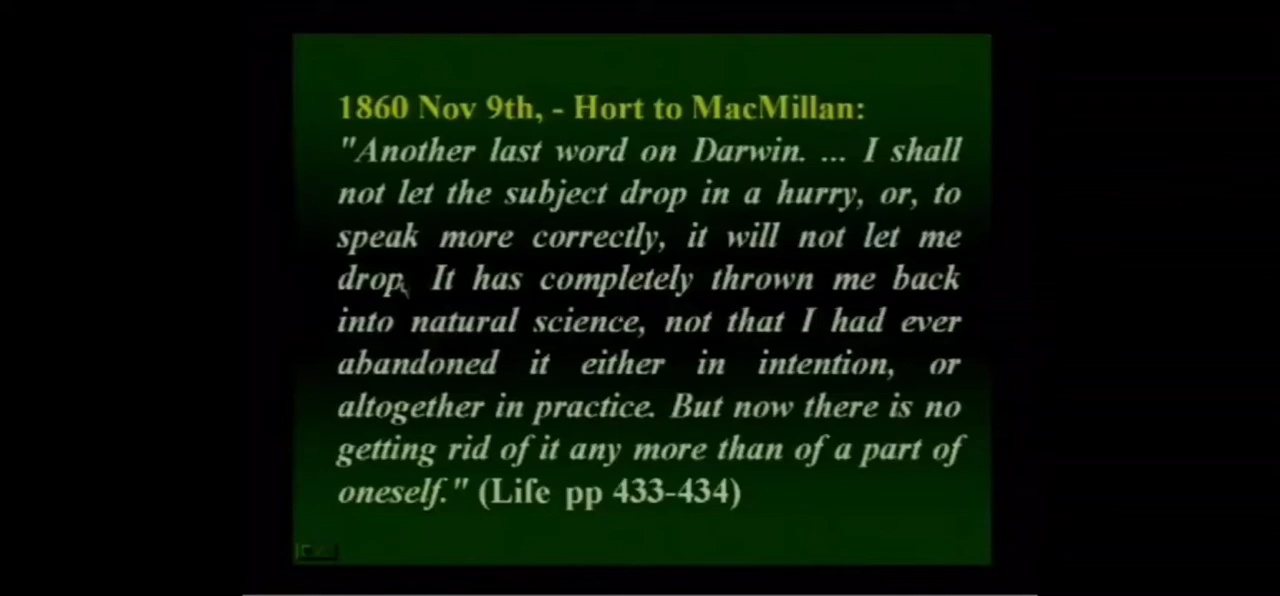 1860 Nov 9th, - Hort to MacMillan:
"Another last word on Darwin. ... I shall
not let the subject drop in a hurry, or, to
speak more correctly, it will not let me
drop. It has completely thrown me back
into natural science, not that I had ever
abandoned it either in intention, or
altogether in practice. But now there is no
getting rid of it any more than of a part of
oneself." (Life pp 433-434)